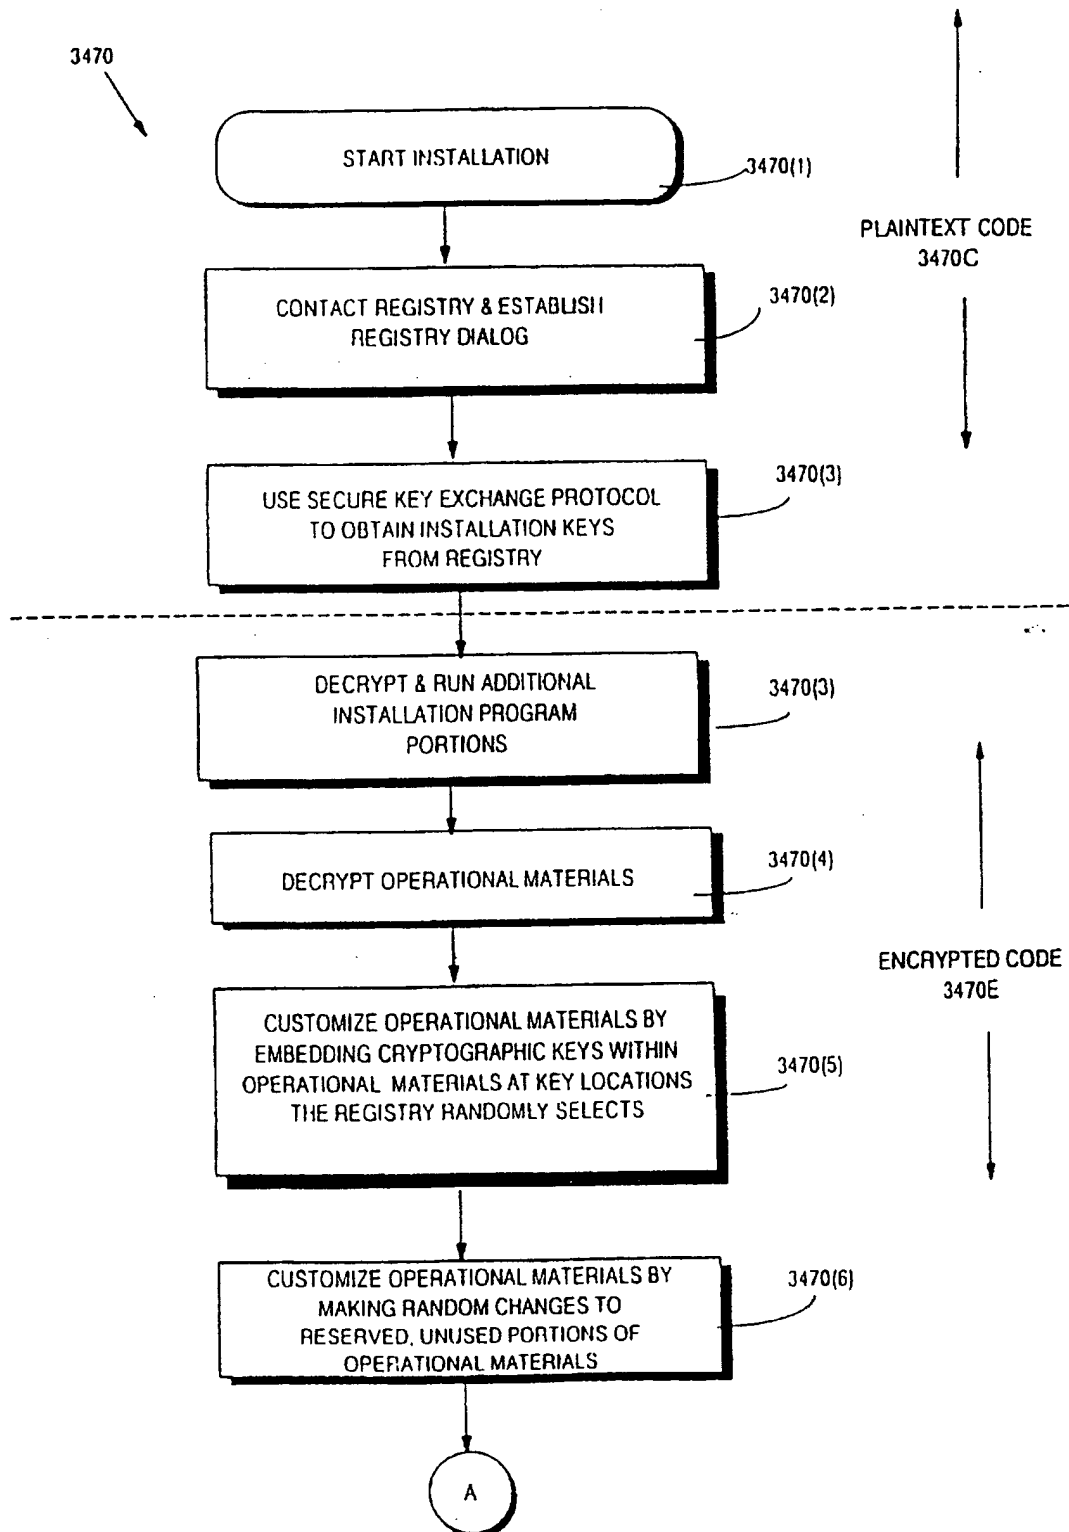 3470
START INSTALLATION
3470(1)
PLAINTEXT CODE
3470C
CONTACT REGISTRY & ESTABLISH
REGISTRY DIALOG
3470(2)
USE SECURE KEY EXCHANGE PROTOCOL
TO OBTAIN INSTALLATION KEYS
FROM REGISTRY
3470(3)
DECRYPT & RUN ADDITIONAL
INSTALLATION PROGRAM
PORTIONS
3470(3)
DECRYPT OPERATIONAL MATERIALS
3470(4)
ENCRYPTED CODE
3470E
CUSTOMIZE OPERATIONAL MATERIALS BY
EMBEDDING CRYPTOGRAPHIC KEYS WITHIN
OPERATIONAL MATERIALS AT KEY LOCATIONS
THE REGISTRY RANDOMLY SELECTS
3470(5)
CUSTOMIZE OPERATIONAL MATERIALS BY
MAKING RANDOM CHANGES TO
RESERVED, UNUSED PORTIONS OF
OPERATIONAL MATERIALS
3470(6)
A